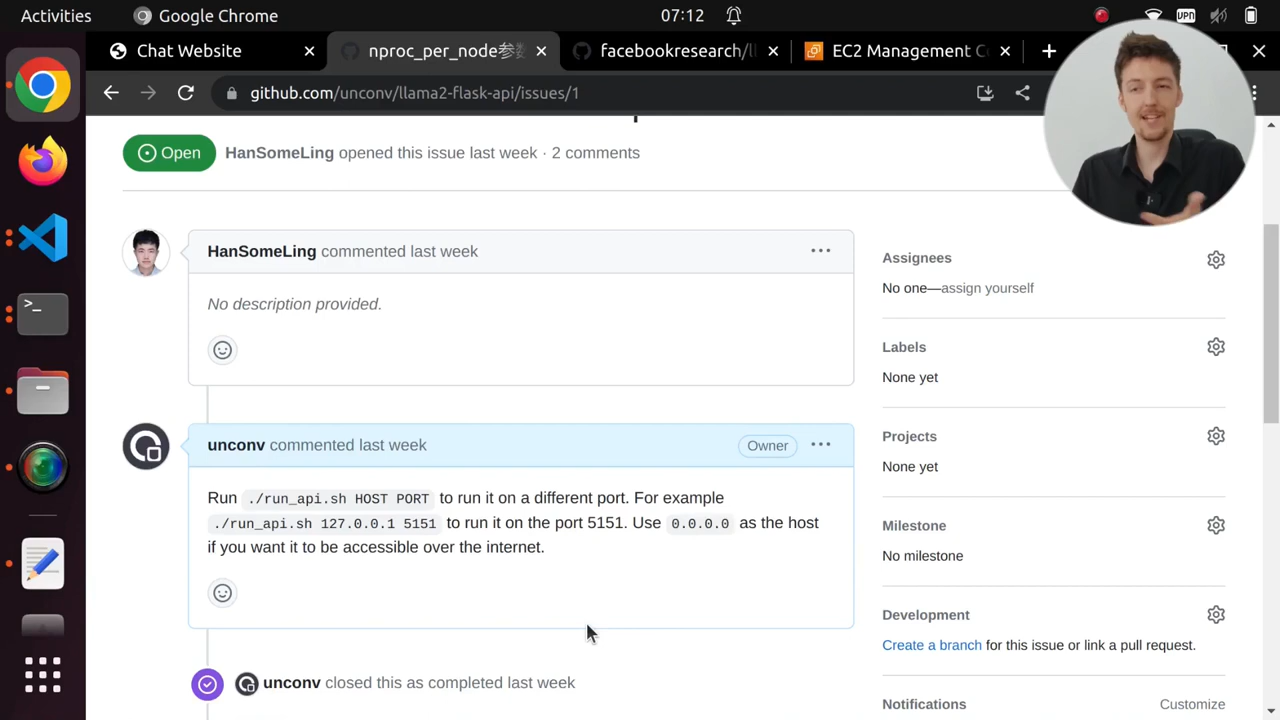 Activities
Google Chrome
07:12
VPN
Chat Website
nproc_per_node参数
facebookresearch/ll
EC2 Management Co
github.com/unconv/llama2-flask-api/issues/1
Open
HanSomeLing opened this issue last week · 2 comments
HanSomeLing commented last week
No description provided.
unconv commented last week
Owner
Run ./run_api.sh HOST PORT to run it on a different port. For example
./run_api.sh 127.0.0.1 5151 to run it on the port 5151. Use 0.0.0.0 as the host
if you want it to be accessible over the internet.
unconv closed this as completed last week
Assignees
No one—assign yourself
Labels
None yet
Projects
None yet
Milestone
No milestone
Development
Create a branch for this issue or link a pull request.
Notifications
Customize